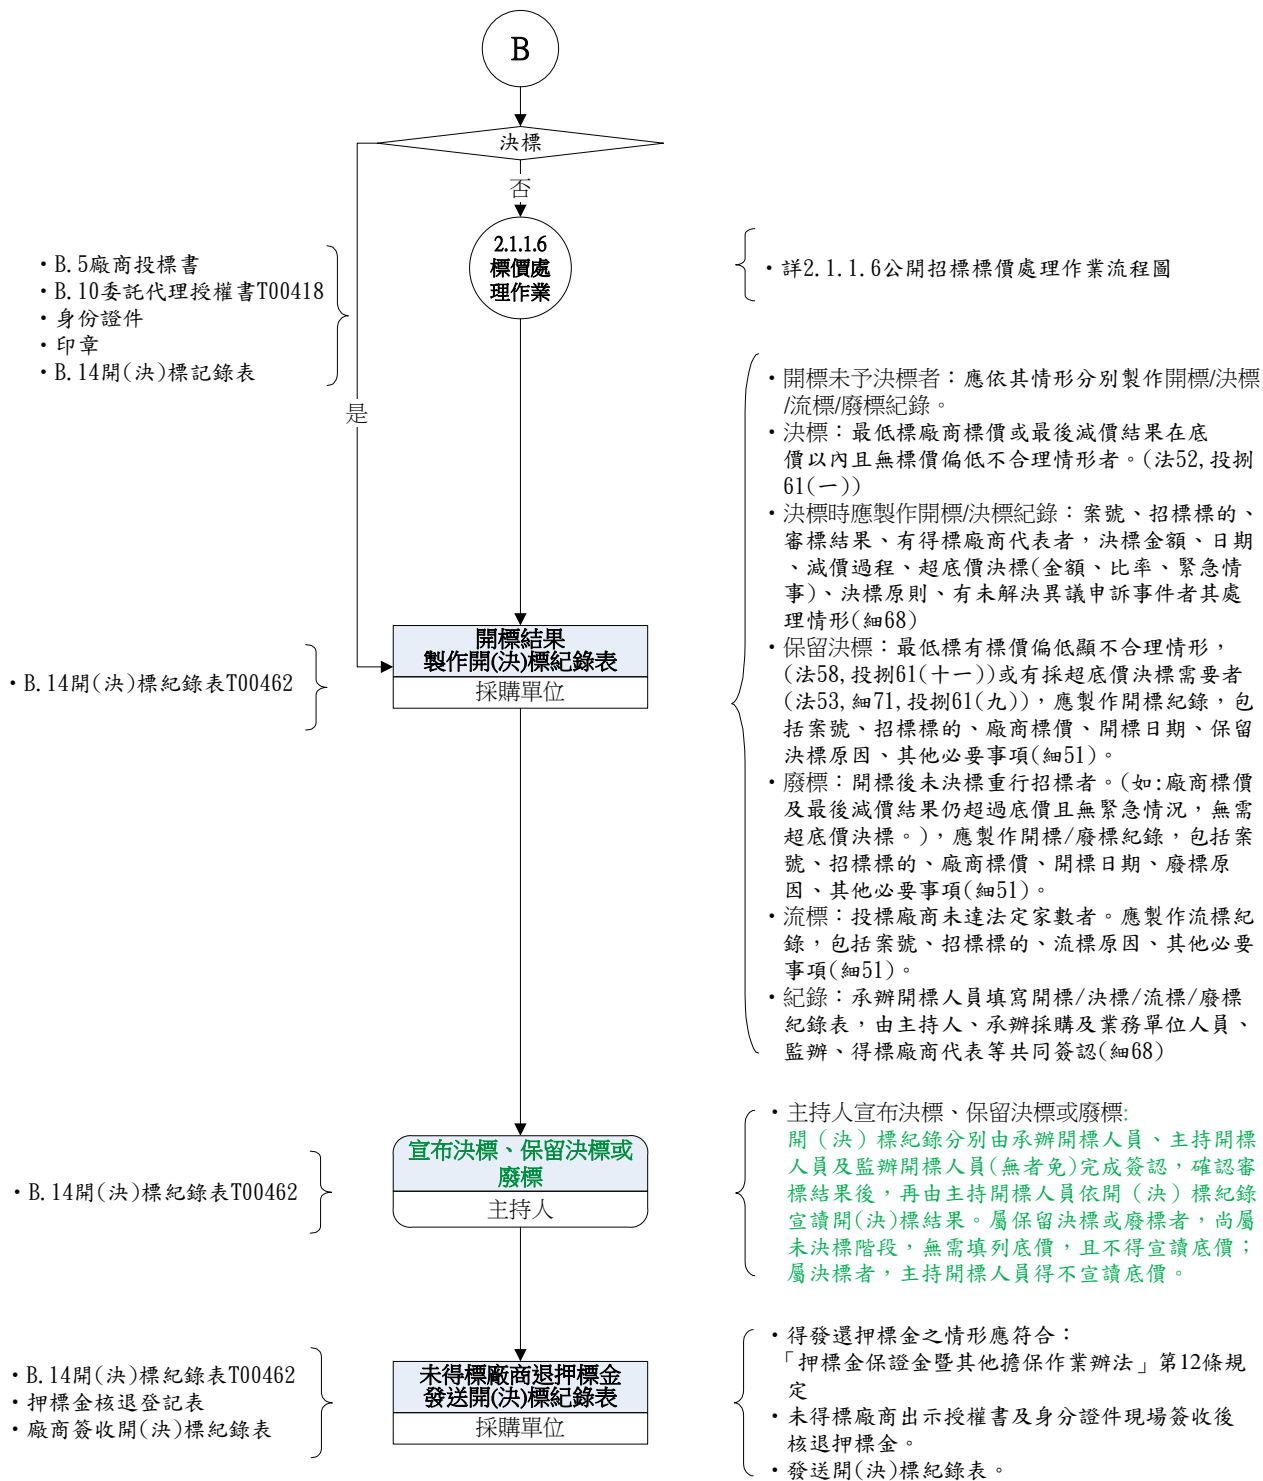 B
決標
否
2.1.1.6
標價處
理作業
是
・B.5廠商投標書
・B.10委託代理授權書T00418
・身份證件
・印章
・B.14開(決)標記錄表
・詳2.1.1.6公開招標標價處理作業流程圖
・開標未予決標者：應依其情形分別製作開標/決標
/流標/廢標紀錄。
・決標：最低標廠商標價或最後減價結果在底
價以內且無標價偏低不合理情形者。(法52,投捌
61(一))
・決標時應製作開標/決標紀錄：案號、招標標的、
審標結果、有得標廠商代表者，決標金額、日期
、減價過程、超底價決標(金額、比率、緊急情
事)、決標原則、有未解決異議申訴事件者其處
理情形(細68)
・保留決標：最低標有標價偏低顯不合理情形，
(法58,投捌61(十一))或有採超底價決標需要者
(法53,細71,投捌61(九))，應製作開標紀錄，包
括案號、招標標的、廠商標價、開標日期、保留
決標原因、其他必要事項(細51)。
・廢標：開標後未決標重行招標者。(如:廠商標價
及最後減價結果仍超過底價且無緊急情況，無需
超底價決標。)，應製作開標/廢標紀錄，包括案
號、招標標的、廠商標價、開標日期、廢標原
因、其他必要事項(細51)。
・流標：投標廠商未達法定家數者。應製作流標紀
錄，包括案號、招標標的、流標原因、其他必要
事項(細51)。
・紀錄：承辦開標人員填寫開標/決標/流標/廢標
紀錄表，由主持人、承辦採購及業務單位人員、
監辦、得標廠商代表等共同簽認(細68)
開標結果
製作開(決)標紀錄表
採購單位
・B.14開(決)標紀錄表T00462
宣布決標、保留決標或
廢標
主持人
・B.14開(決)標紀錄表T00462
・主持人宣布決標、保留決標或廢標:
開（決）標紀錄分別由承辦開標人員、主持開標
人員及監辦開標人員(無者免)完成簽認，確認審
標結果後，再由主持開標人員依開（決）標紀錄
宣讀開(決)標結果。屬保留決標或廢標者，尚屬
未決標階段，無需填列底價，且不得宣讀底價；
屬決標者，主持開標人員得不宣讀底價。
未得標廠商退押標金
發送開(決)標紀錄表
採購單位
・B.14開(決)標紀錄表T00462
・押標金核退登記表
・廠商簽收開(決)標紀錄表
・得發還押標金之情形應符合：
「押標金保證金暨其他擔保作業辦法」第12條規
定
・未得標廠商出示授權書及身分證件現場簽收後
核退押標金。
・發送開(決)標紀錄表。